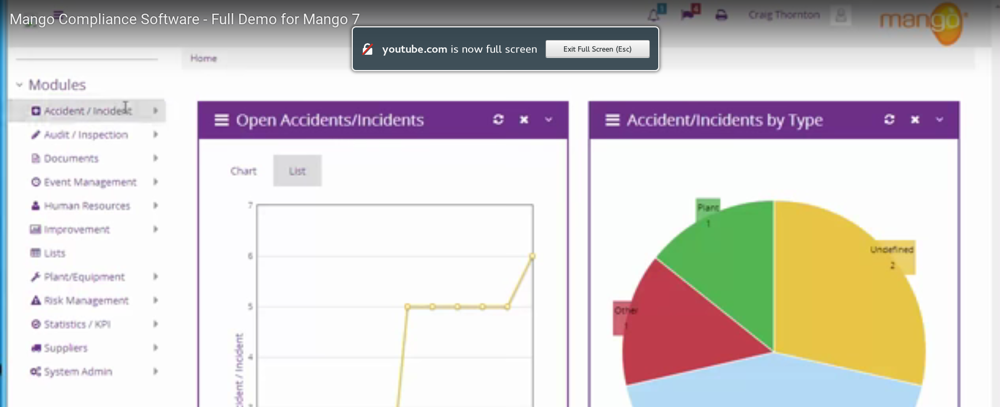 Mango Compliance Software - Full Demo for Mango 7
1
4
Craig Thornton
mango
youtube.com is now full screen
Exit Full Screen (Esc)
Home
Modules
Accident / Incident
Audit / Inspection
Documents
Event Management
Human Resources
Improvement
Lists
Plant/Equipment
Risk Management
Statistics / KPI
Suppliers
System Admin
Open Accidents/Incidents
Chart
List
7
6
5
4
cident / Incident
Accident/Incidents by Type
Plant
1
Undefined
2
Other
1